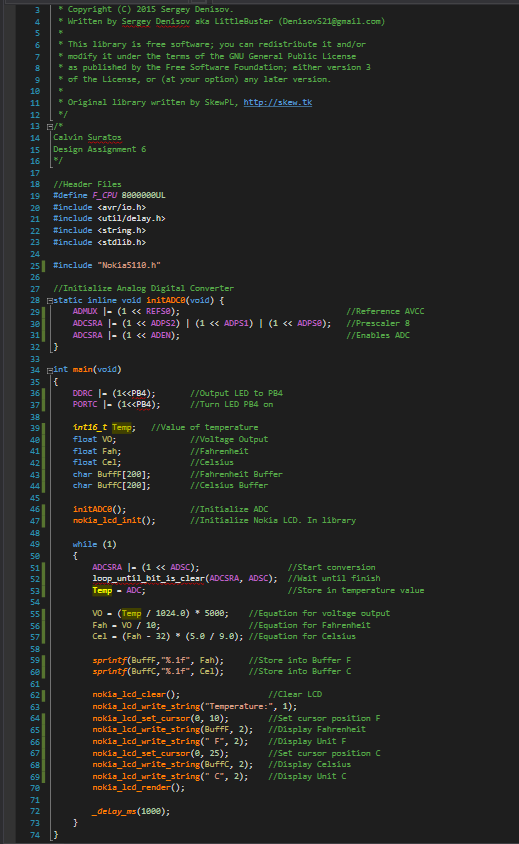 3 * Copyright (C) 2015 Sergey Denisov.
4 * Written by Sergey Denisov aka LittleBuster (DenisovS21@gmail.com)
5 *
6 * This library is free software; you can redistribute it and/or
7 * modify it under the terms of the GNU General Public License
8 * as published by the Free Software Foundation; either version 3
9 * of the License, or (at your option) any later version.
10 *
11 * Original library written by SkewPL, http://skew.tk
12 */
13 /*
14 Calvin Suratos
15 Design Assignment 6
16 */
17
18 //Header Files
19 #define F_CPU 8000000UL
20 #include <avr/io.h>
21 #include <util/delay.h>
22 #include <string.h>
23 #include <stdlib.h>
24
25 #include "Nokia5110.h"
26
27 //Initialize Analog Digital Converter
28 static inline void initADC0(void) {
29 ADMUX |= (1 << REFS0); //Reference AVCC
30 ADCSRA |= (1 << ADPS2) | (1 << ADPS1) | (1 << ADPS0); //Prescaler 8
31 ADCSRA |= (1 << ADEN); //Enables ADC
32 }
33
34 int main(void)
35 {
36 DDRC |= (1<<PB4); //Output LED to PB4
37 PORTC |= (1<<PB4); //Turn LED PB4 on
38
39 int16_t Temp; //Value of temperature
40 float VO; //Voltage Output
41 float Fah; //Fahrenheit
42 float Cel; //Celsius
43 char BuffF[200]; //Fahrenheit Buffer
44 char BuffC[200]; //Celsius Buffer
45
46 initADC0(); //Initialize ADC
47 nokia_lcd_init(); //Initialize Nokia LCD. In library
48
49 while (1)
50 {
51 ADCSRA |= (1 << ADSC); //Start conversion
52 loop_until_bit_is_clear(ADCSRA, ADSC); //Wait until finish
53 Temp = ADC; //Store in temperature value
54
55 VO = (Temp / 1024.0) * 5000; //Equation for voltage output
56 Fah = VO / 10; //Equation for Fahrenheit
57 Cel = (Fah - 32) * (5.0 / 9.0); //Equation for Celsius
58
59 sprintf(BuffF,"%.1f", Fah); //Store into Buffer F
60 sprintf(BuffC,"%.1f", Cel); //Store into Buffer C
61
62 nokia_lcd_clear(); //Clear LCD
63 nokia_lcd_write_string("Temperature:", 1);
64 nokia_lcd_set_cursor(0, 10); //Set cursor position F
65 nokia_lcd_write_string(BuffF, 2); //Display Fahrenheit
66 nokia_lcd_write_string(" F", 2); //Display Unit F
67 nokia_lcd_set_cursor(0, 25); //Set cursor position C
68 nokia_lcd_write_string(BuffC, 2); //Display Celsius
69 nokia_lcd_write_string(" C", 2); //Display Unit C
70 nokia_lcd_render();
71
72 _delay_ms(1000);
73 }
74 }